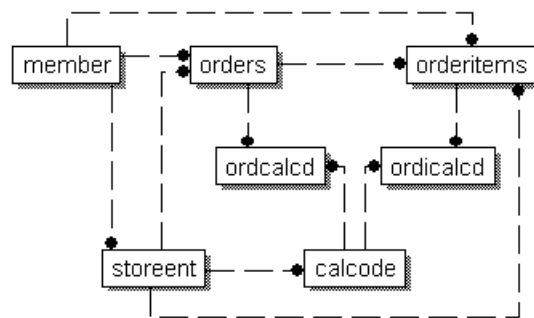 member
orders
orderitems
ordcalcd
ordicalcd
storeent
calcode